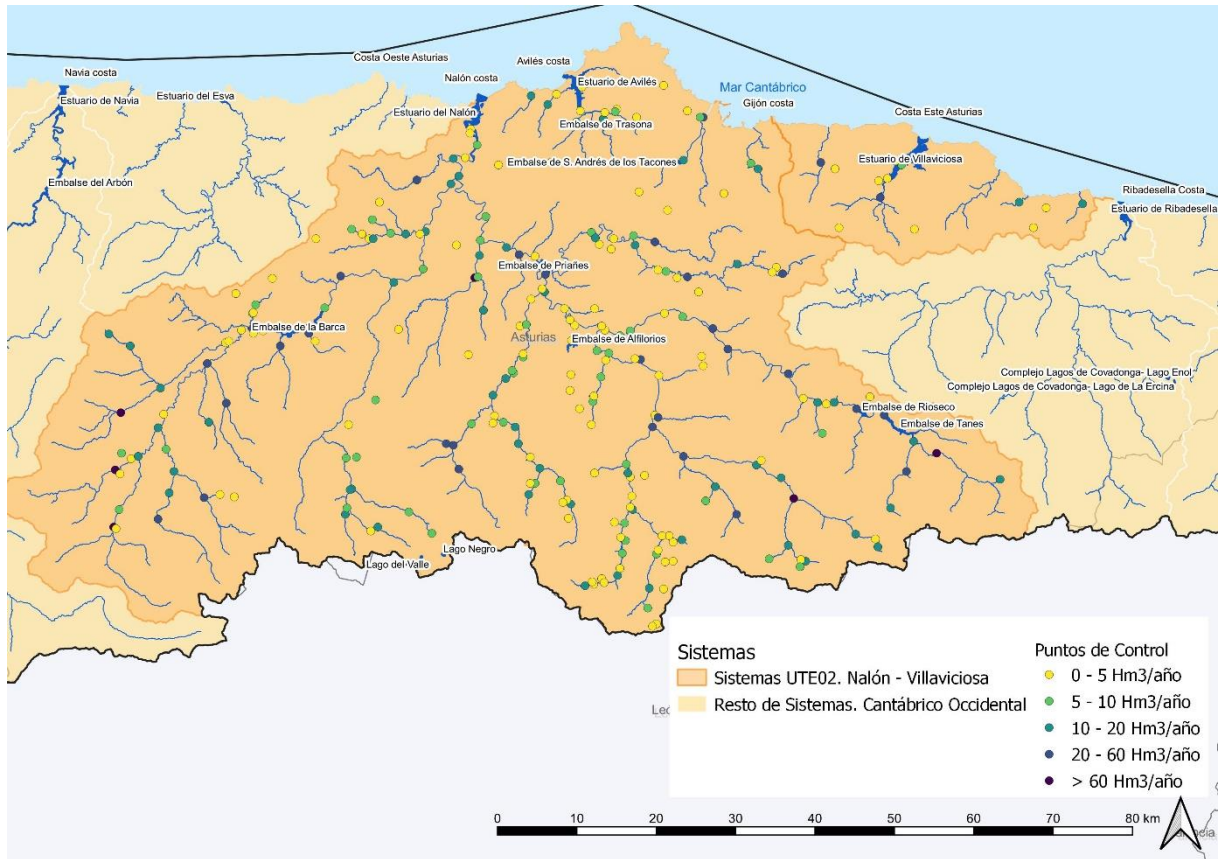 Navia costa
Costa Oeste Asturias
Avilés costa
Nalón costa
Estuario de Avilés
Mar Cantábrico
Estuario de Navia
Estuario del Esva
Gijón costa
Costa Este Asturias
Estuario del Nalón
Embalse de Trasona
Embalse del Arbón
Embalse de S. Andrés de los Tacones
Estuario de Villaviciosa
Ribadesella Costa
Estuario de Ribadesella
Embalse de Priañes
Embalse de la Barca
Asturias
Embalse de Alfilorios
Complejo Lagos de Covadonga- Lago Enol
Complejo Lagos de Covadonga- Lago de La Ercina
Embalse de Rioseco
Embalse de Tanes
Lago Negro
Lago del Valle
Sistemas
Sistemas UTE02. Nalón - Villaviciosa
Resto de Sistemas. Cantábrico Occidental
Puntos de Control
0 - 5 Hm3/año
5 - 10 Hm3/año
10 - 20 Hm3/año
20 - 60 Hm3/año
> 60 Hm3/año
0 10 20 30 40 50 60 70 80 km